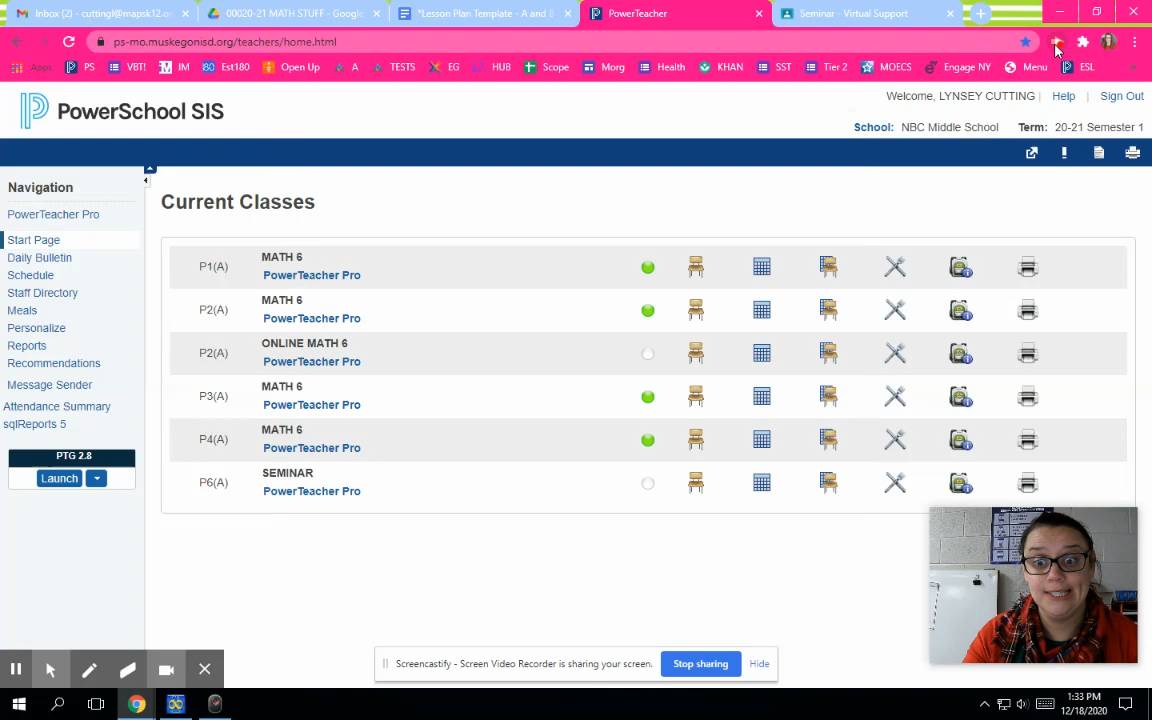 Inbox (2) - cuttingl@mapsk12.or
00020-21 MATH STUFF - Google
*Lesson Plan Template - A and B
PowerTeacher
Seminar - Virtual Support
ps-mo.muskegonisd.org/teachers/home.html
Apps PS VBT! IM Est180 Open Up A TESTS EG HUB Scope Morg Health KHAN SST Tier 2 MOECS Engage NY Menu ESL
PowerSchool SIS
Welcome, LYNSEY CUTTING | Help | Sign Out
School: NBC Middle School Term: 20-21 Semester 1
Navigation
PowerTeacher Pro
Start Page
Daily Bulletin
Schedule
Staff Directory
Meals
Personalize
Reports
Recommendations
Message Sender
Attendance Summary
sqlReports 5
PTG 2.8
Launch
Current Classes
P1(A) MATH 6
PowerTeacher Pro
P2(A) MATH 6
PowerTeacher Pro
P2(A) ONLINE MATH 6
PowerTeacher Pro
P3(A) MATH 6
PowerTeacher Pro
P4(A) MATH 6
PowerTeacher Pro
P6(A) SEMINAR
PowerTeacher Pro
Screencastify - Screen Video Recorder is sharing your screen. Stop sharing Hide
1:33 PM
12/18/2020